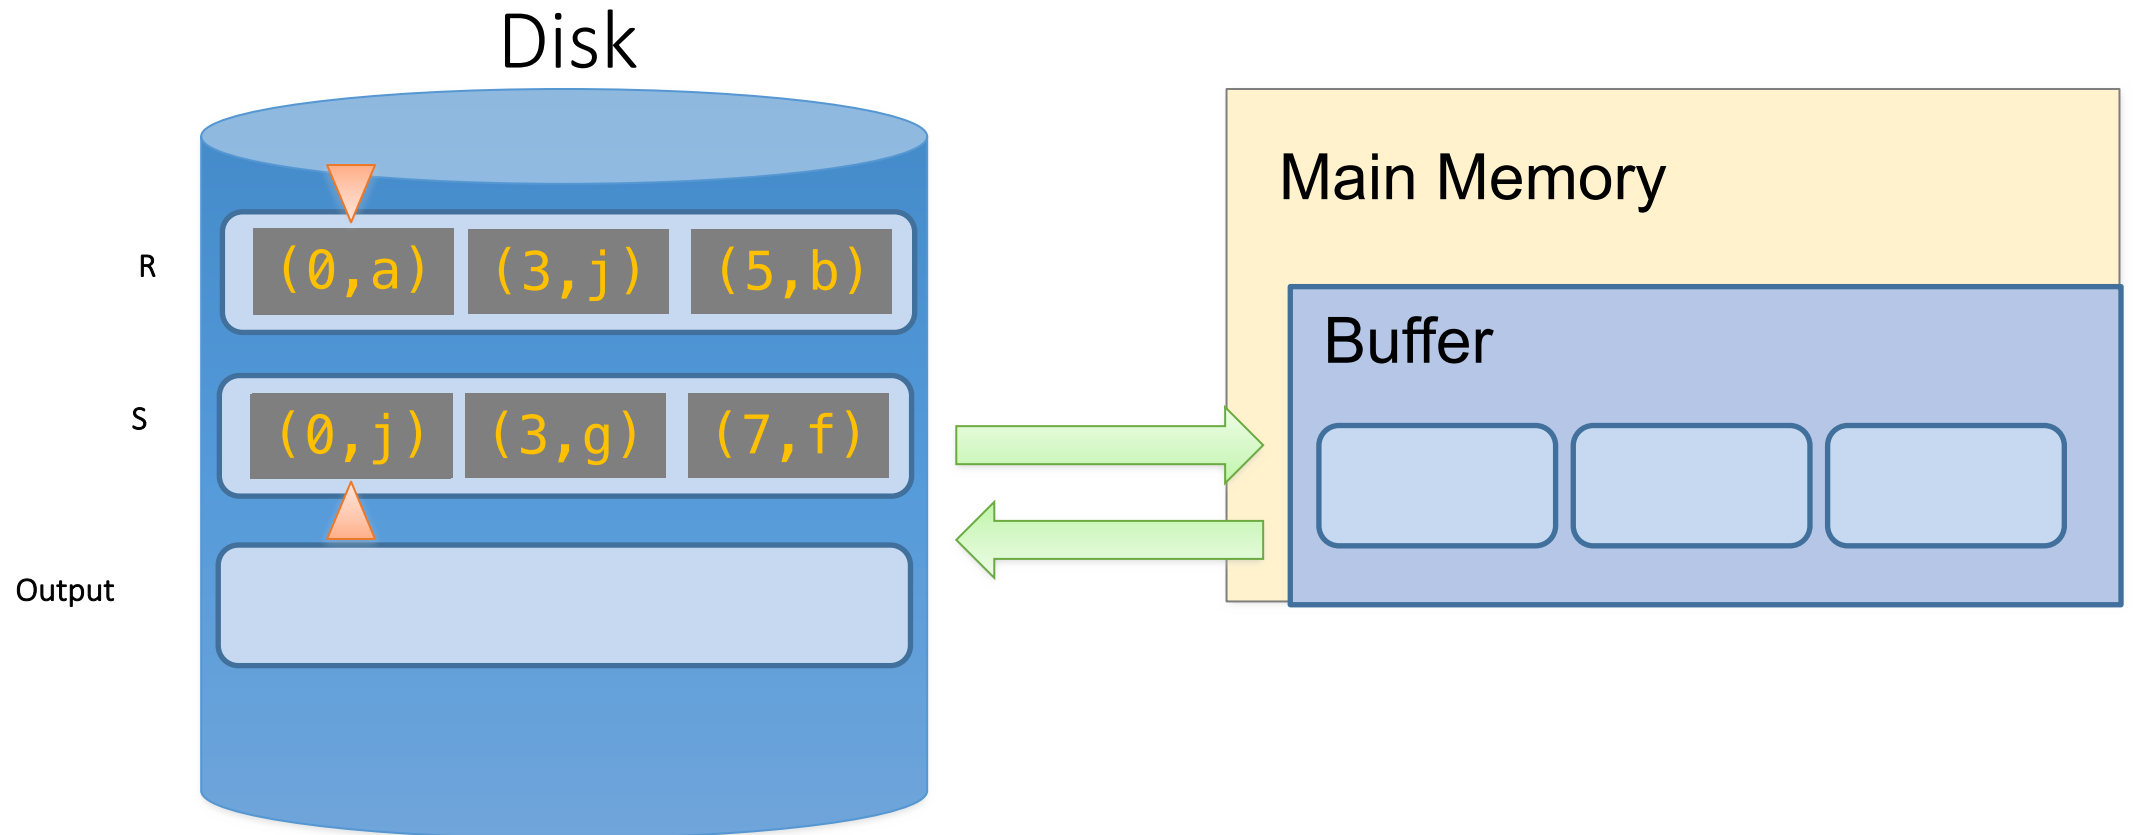 Disk
Main Memory
R
(0,a) (3,j) (5,b)
Buffer
S
(0,j) (3,g) (7,f)
Output